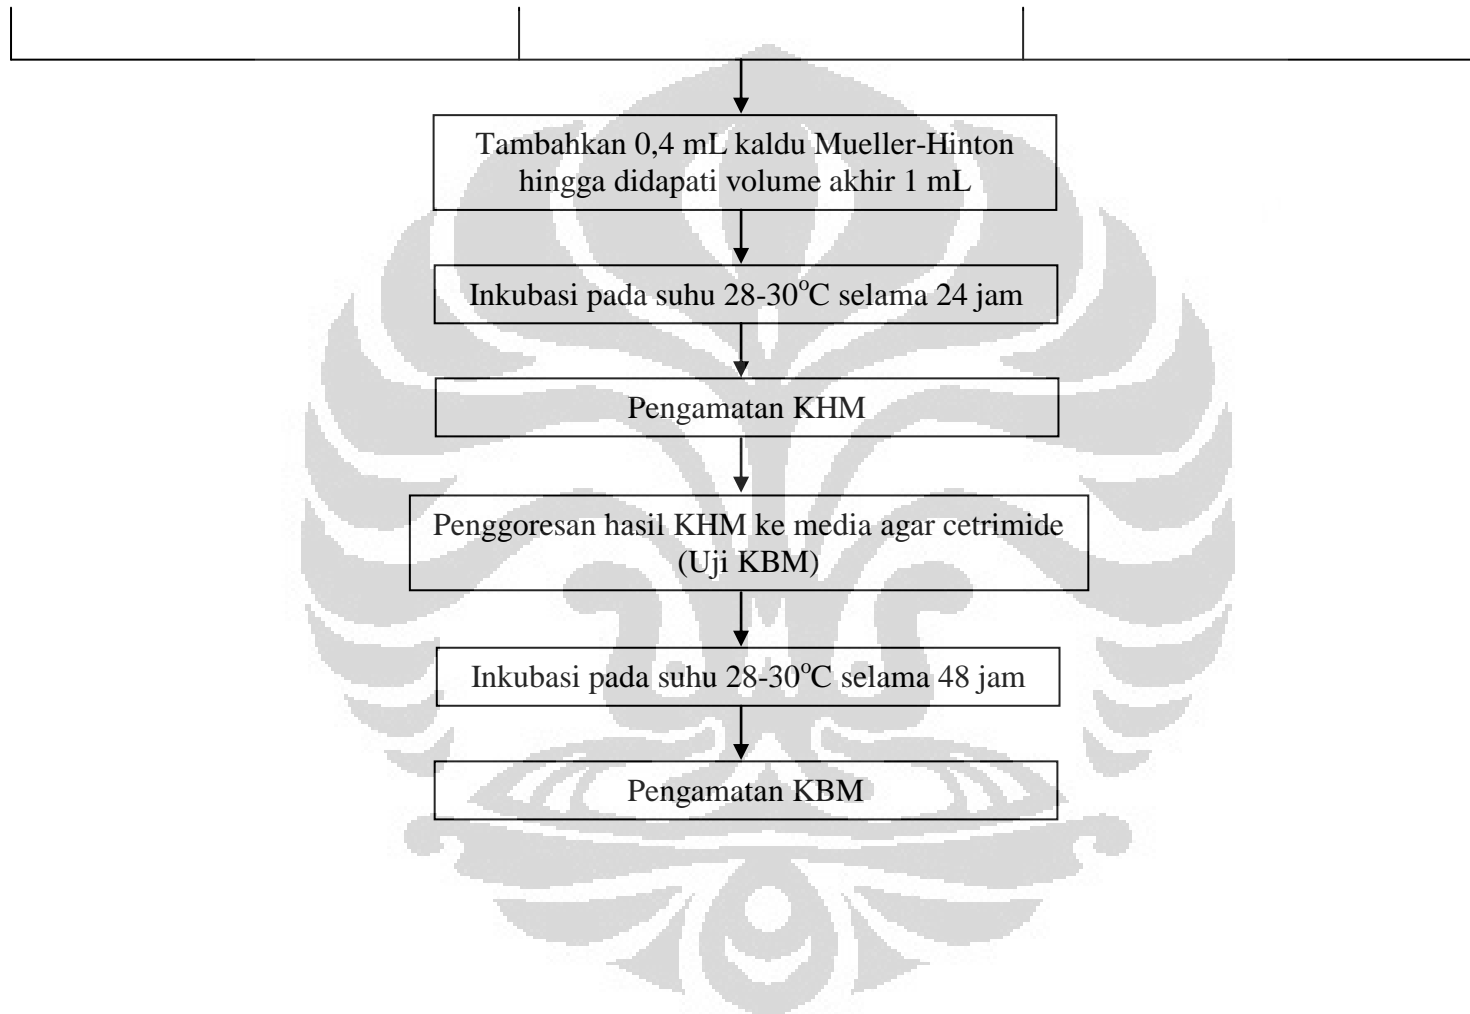 Tambahkan 0,4 mL kaldu Mueller-Hinton
hingga didapati volume akhir 1 mL
Inkubasi pada suhu 28-30°C selama 24 jam
Pengamatan KHM
Penggoresan hasil KHM ke media agar cetrimide
(Uji KBM)
Inkubasi pada suhu 28-30°C selama 48 jam
Pengamatan KBM